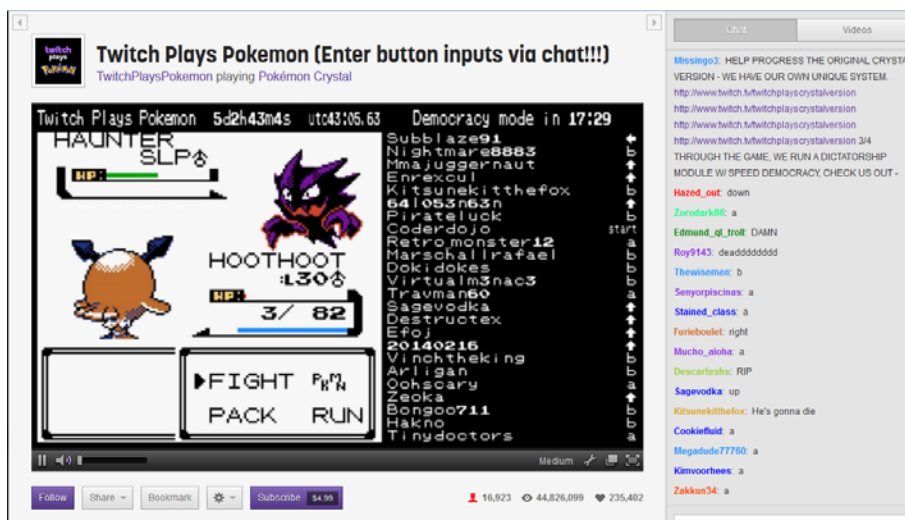 twitch
plays
PoKéMoN
Twitch Plays Pokemon (Enter button inputs via chat!!!)
TwitchPlaysPokemon playing Pokémon Crystal
Twitch Plays Pokemon 5d2h43m4s utc43:05.63 Democracy mode in 17:29
HAUNTER
SLP♂
HP:
HOOTHOOT
:L30♂
HP:
3/ 82
▶FIGHT PKMN
PACK RUN
Subblaze91 ←
Nightmare8883 b
Mmajuggernaut ↑
Enrexcul ↑
Kitsunekitthefox b
64l053n63n ↑
Pirateluck b
Coderdojo start
Retro_monster12 a
Marschallrafael b
Dokidokes b
Virtualm3nac3 b
Travman60 a
Sagevodka ↑
Destructex ↑
Efoj ↑
20140216 ↑
Vinchtheking b
Arligan b
Oohscary a
Zeoka ↑
Bongoo711 b
Hakno b
Tinydoctors a
Medium
Follow Share Bookmark Subscribe $4.99 16,923 44,826,099 235,402
Chat Videos
Missingo3: HELP PROGRESS THE ORIGINAL CRYSTA
VERSION - WE HAVE OUR OWN UNIQUE SYSTEM.
http://www.twitch.tv/twitchplayscrystalversion
http://www.twitch.tv/twitchplayscrystalversion
http://www.twitch.tv/twitchplayscrystalversion
http://www.twitch.tv/twitchplayscrystalversion 3/4
THROUGH THE GAME, WE RUN A DICTATORSHIP
MODULE W/ SPEED DEMOCRACY, CHECK US OUT -
Hazed_out: down
Zorodark86: a
Edmund_ql_troll: DAMN
Roy9143: deaddddddd
Thewisemen: b
Senyorpiscinas: a
Stained_class: a
Furieboulet: right
Mucho_aloha: a
Descarteshs: RIP
Sagevodka: up
Kitsunekitthefox: He's gonna die
Cookiefluid: a
Megadude77760: a
Kimvoorhees: a
Zakkun34: a